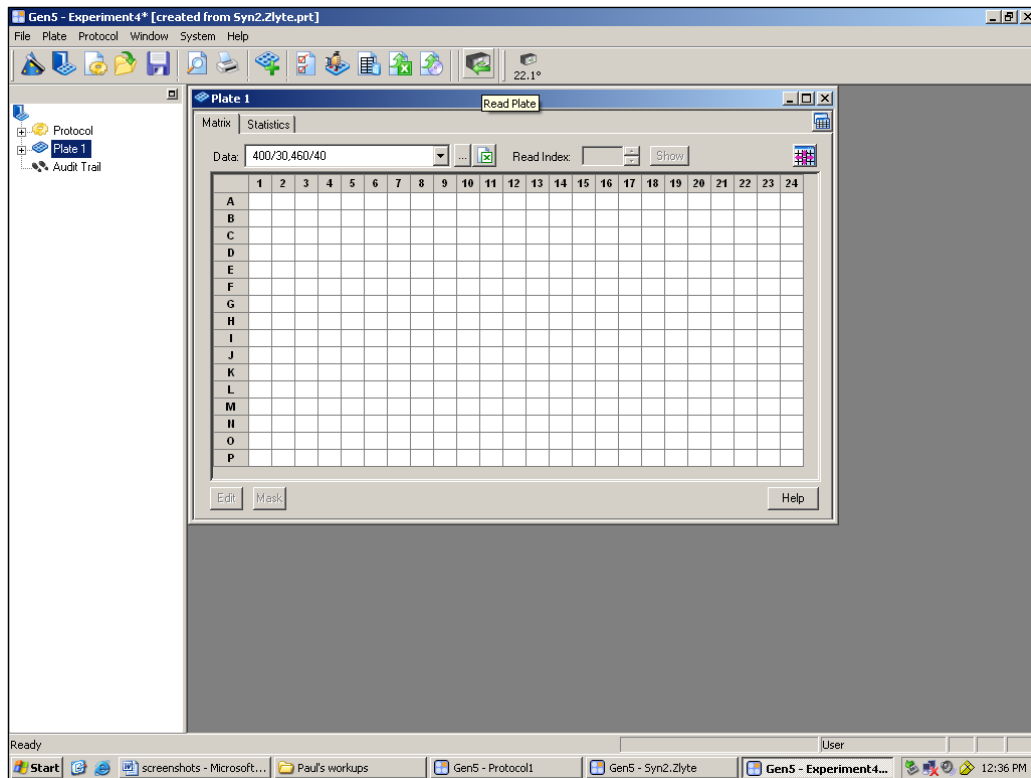 Gen5 - Experiment4* [created from Syn2.Zlyte.prt]
File Plate Protocol Window System Help
22.1°
Read Plate
Protocol
Plate 1
Audit Trail
Plate 1
Matrix Statistics
Data: 400/30,460/40 ... Read Index: Show
1 2 3 4 5 6 7 8 9 10 11 12 13 14 15 16 17 18 19 20 21 22 23 24
A
B
C
D
E
F
G
H
I
J
K
L
M
N
O
P
Edit Mask Help
Ready User
Start screenshots - Microsoft... Paul's workups Gen5 - Protocol1 Gen5 - Syn2.Zlyte Gen5 - Experiment4... 12:36 PM